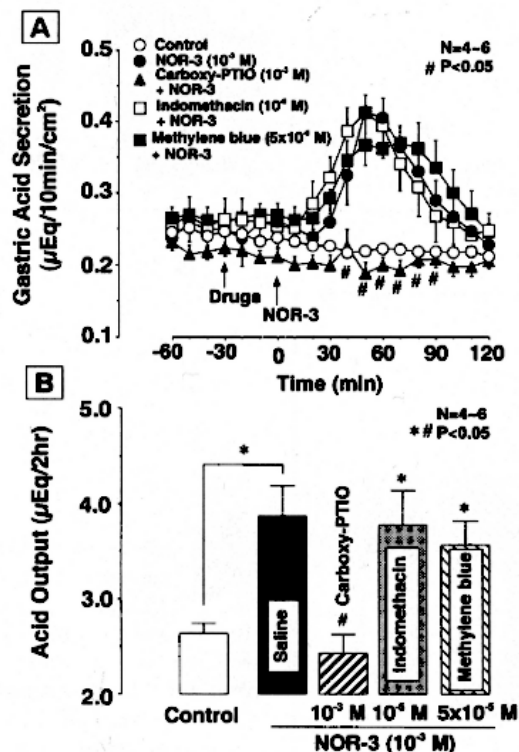 A
Gastric Acid Secretion
(µEq/10min/cm²)
0.5
0.4
0.3
0.2
0.1
Control
NOR-3 (10⁻³ M)
Carboxy-PTIO (10⁻³ M)
+ NOR-3
Indomethacin (10⁻⁶ M)
+ NOR-3
Methylene blue (5x10⁻⁵ M)
+ NOR-3
N=4~6
# P<0.05
# # # # # #
Drugs
NOR-3
-60 -30 0 30 60 90 120
Time (min)
B
Acid Output (µEq/2hr)
5.0
4.0
3.0
2.0
N=4~6
*# P<0.05
*
*
*
#
Saline
Carboxy-PTIO
Indomethacin
Methylene blue
Control
10⁻³ M 10⁻⁶ M 5x10⁻⁵ M
NOR-3 (10⁻³ M)